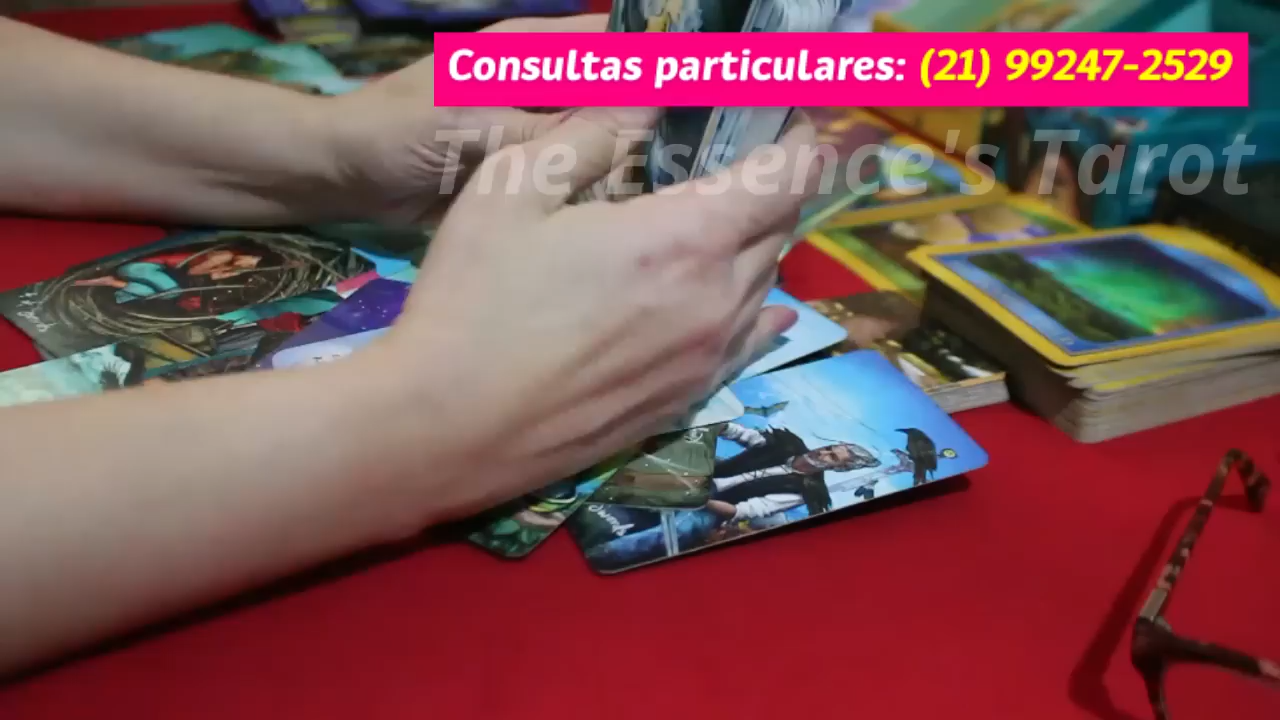 Consultas particulares: (21) 99247-2529
The Essence's Tarot